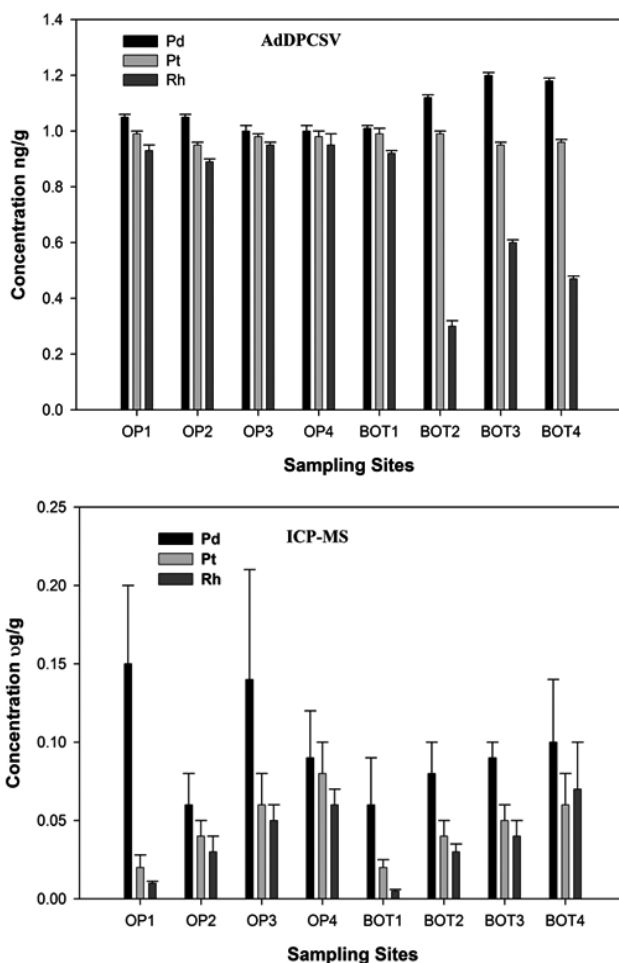 AdDPCSV
Pd
Pt
Rh
Concentration ng/g
1.4
1.2
1.0
0.8
0.6
0.4
0.2
0.0
OP1 OP2 OP3 OP4 BOT1 BOT2 BOT3 BOT4
Sampling Sites
ICP-MS
Pd
Pt
Rh
Concentration υg/g
0.25
0.20
0.15
0.10
0.05
0.00
OP1 OP2 OP3 OP4 BOT1 BOT2 BOT3 BOT4
Sampling Sites